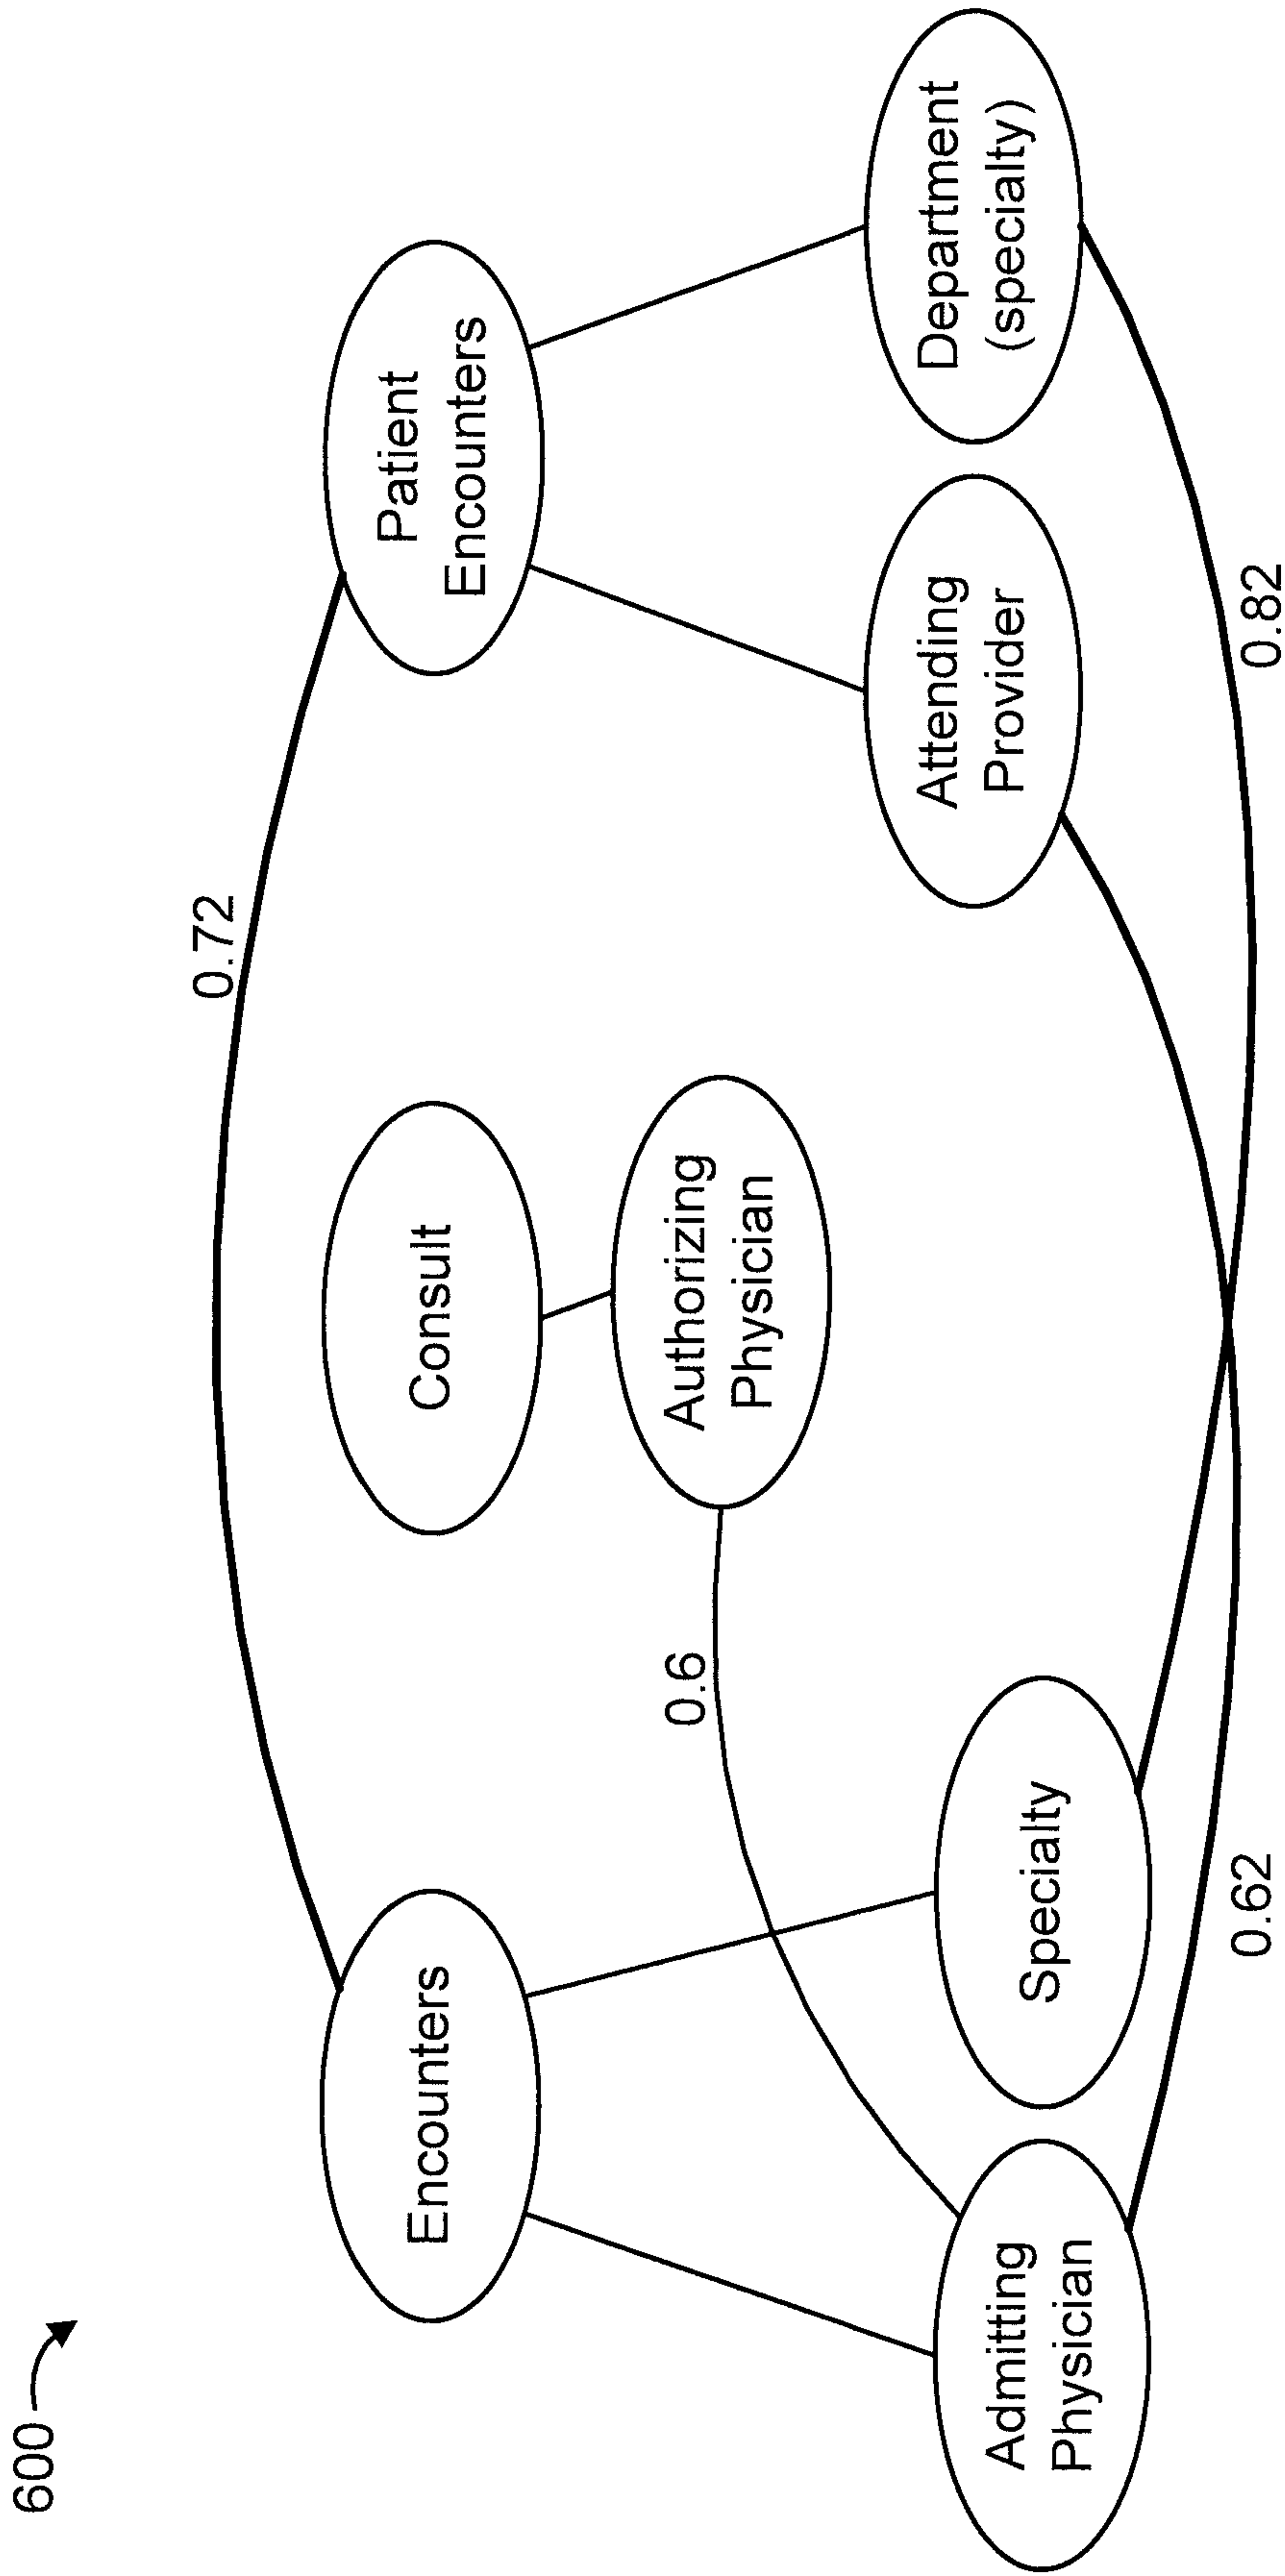 600
0.72
Encounters
Consult
Patient
Encounters
0.6
Authorizing
Physician
Admitting
Physician
Specialty
Attending
Provider
Department
(specialty)
0.62
0.82